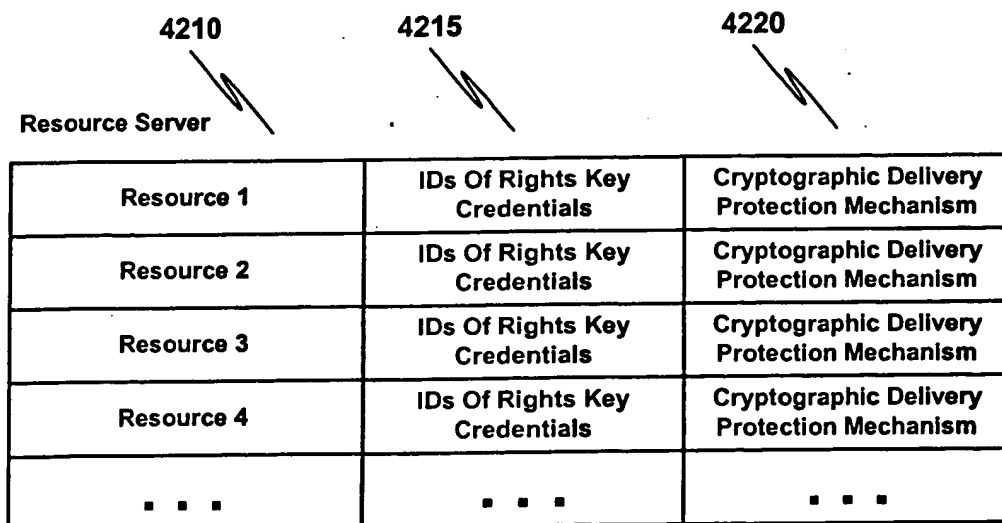 4210 4215 4220
Resource Server
Resource 1 IDs Of Rights Key Credentials Cryptographic Delivery Protection Mechanism
Resource 2 IDs Of Rights Key Credentials Cryptographic Delivery Protection Mechanism
Resource 3 IDs Of Rights Key Credentials Cryptographic Delivery Protection Mechanism
Resource 4 IDs Of Rights Key Credentials Cryptographic Delivery Protection Mechanism
. . . . . . . . .